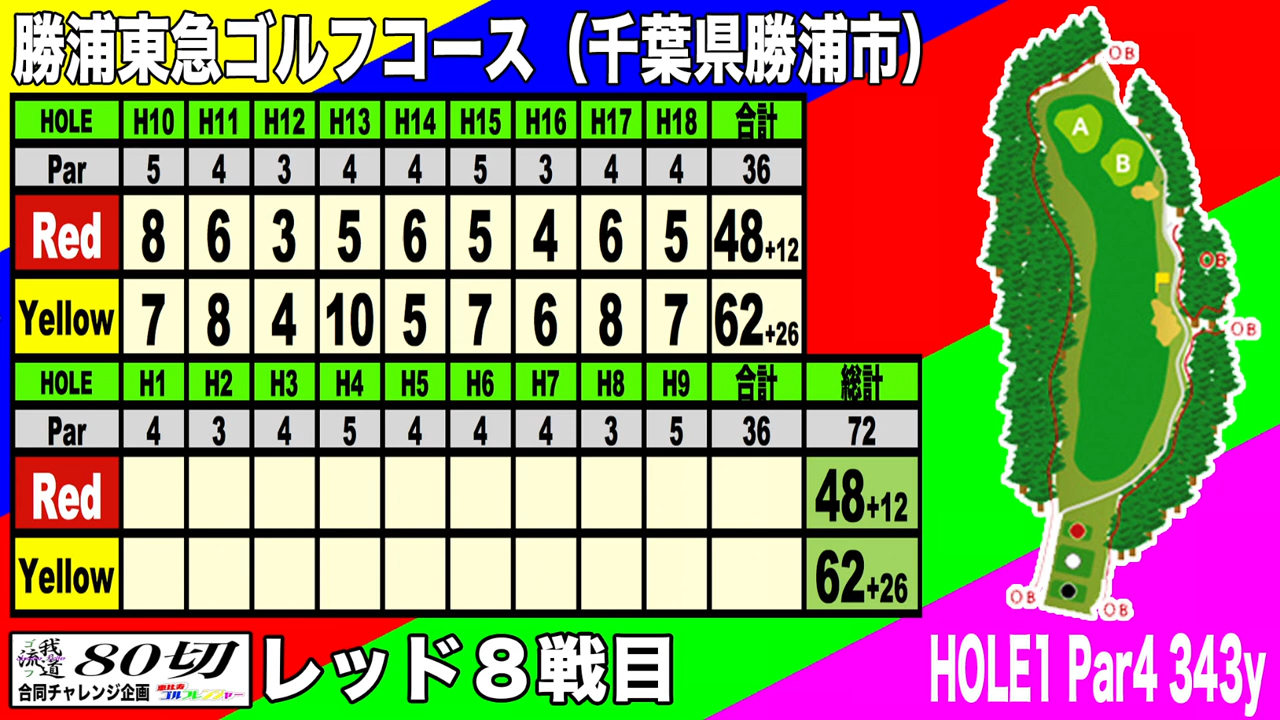 勝浦東急ゴルフコース（千葉県勝浦市）
HOLE H10 H11 H12 H13 H14 H15 H16 H17 H18 合計
Par 5 4 3 4 4 5 3 4 4 36
Red 8 6 3 5 6 5 4 6 5 48+12
Yellow 7 8 4 10 5 7 6 8 7 62+26
HOLE H1 H2 H3 H4 H5 H6 H7 H8 H9 合計 総計
Par 4 3 4 5 4 4 4 3 5 36 72
Red 48+12
Yellow 62+26
我流道
ゴルフ
80切
合同チャレンジ企画
レッド８戦目
OB
A
B
OB
OB
OB
OB
HOLE1 Par4 343y